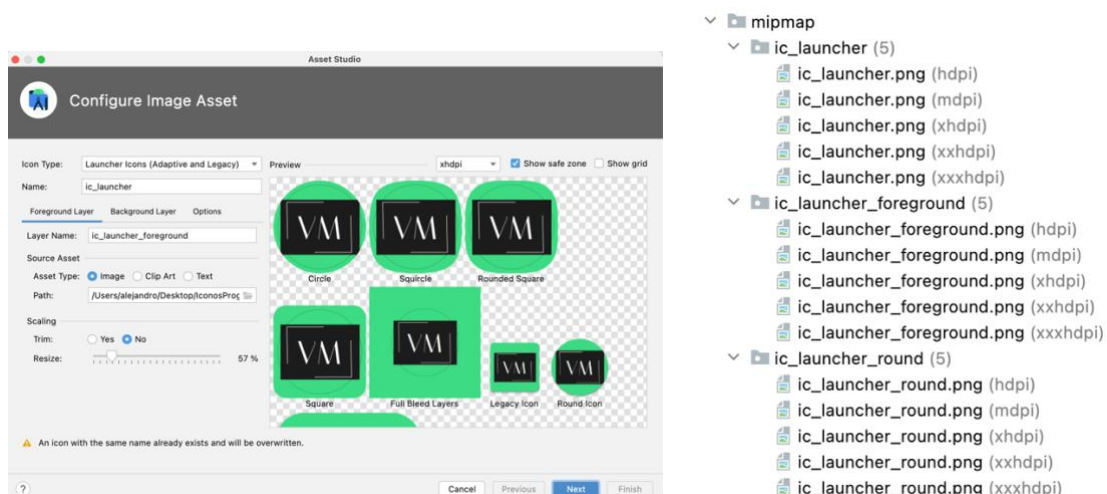 Asset Studio
Configure Image Asset
Icon Type: Launcher Icons (Adaptive and Legacy)
Name: ic_launcher
Foreground Layer Background Layer Options
Layer Name: ic_launcher_foreground
Source Asset
Asset Type: Image Clip Art Text
Path: /Users/alejandro/Desktop/IconosProg
Scaling
Trim: Yes No
Resize: 57 %
Preview xhdpi Show safe zone Show grid
VM VM VM
Circle Squircle Rounded Square
VM VM VM VM
Square Full Bleed Layers Legacy Icon Round Icon
An icon with the same name already exists and will be overwritten.
? Cancel Previous Next Finish
mipmap
ic_launcher (5)
ic_launcher.png (hdpi)
ic_launcher.png (mdpi)
ic_launcher.png (xhdpi)
ic_launcher.png (xxhdpi)
ic_launcher.png (xxxhdpi)
ic_launcher_foreground (5)
ic_launcher_foreground.png (hdpi)
ic_launcher_foreground.png (mdpi)
ic_launcher_foreground.png (xhdpi)
ic_launcher_foreground.png (xxhdpi)
ic_launcher_foreground.png (xxxhdpi)
ic_launcher_round (5)
ic_launcher_round.png (hdpi)
ic_launcher_round.png (mdpi)
ic_launcher_round.png (xhdpi)
ic_launcher_round.png (xxhdpi)
ic_launcher_round.png (xxxhdpi)